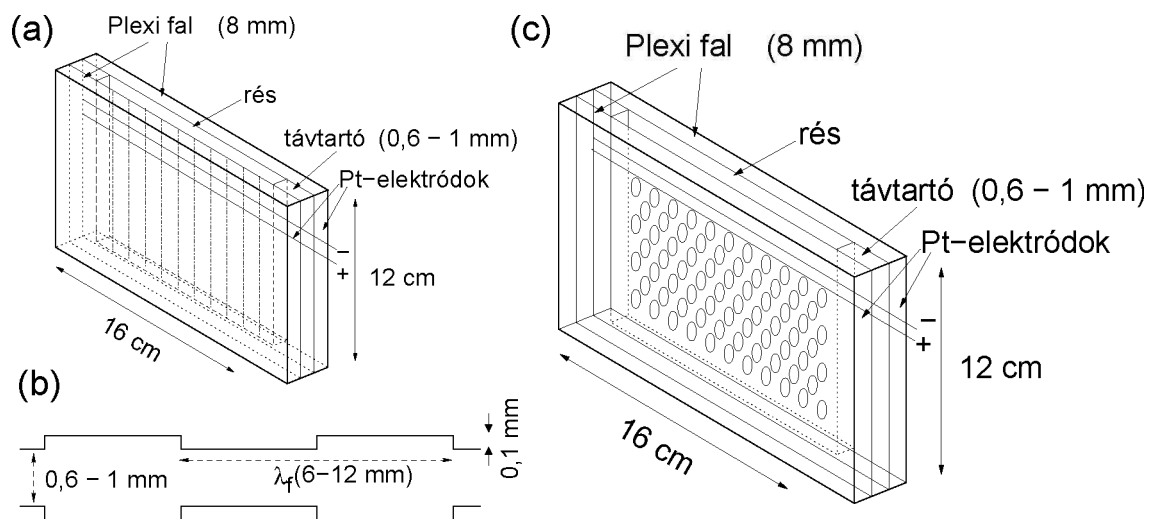 (a)
Plexi fal (8 mm)
rés
távtartó (0,6 − 1 mm)
Pt−elektródok
−
+
12 cm
16 cm
(b)
0,6 − 1 mm
λf(6−12 mm)
0,1 mm
(c)
Plexi fal (8 mm)
rés
távtartó (0,6 − 1 mm)
Pt−elektródok
−
+
12 cm
16 cm